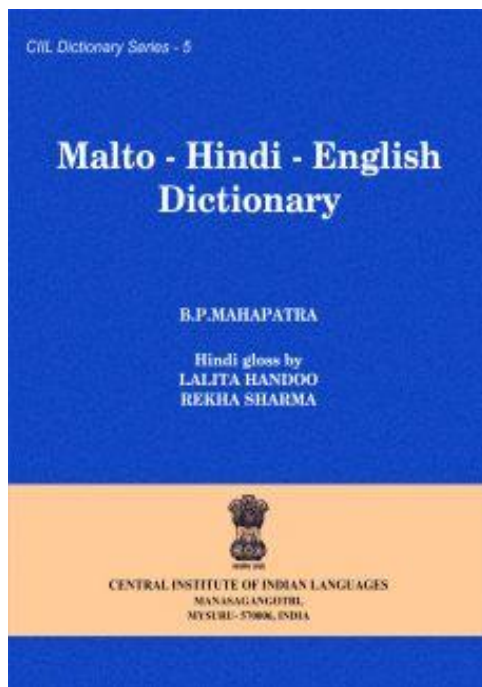 CIIL Dictionary Series - 5
Malto - Hindi - English
Dictionary
B.P.MAHAPATRA
Hindi gloss by
LALITA HANDOO
REKHA SHARMA
CENTRAL INSTITUTE OF INDIAN LANGUAGES
MANASAGANGOTRI,
MYSURU- 570006, INDIA